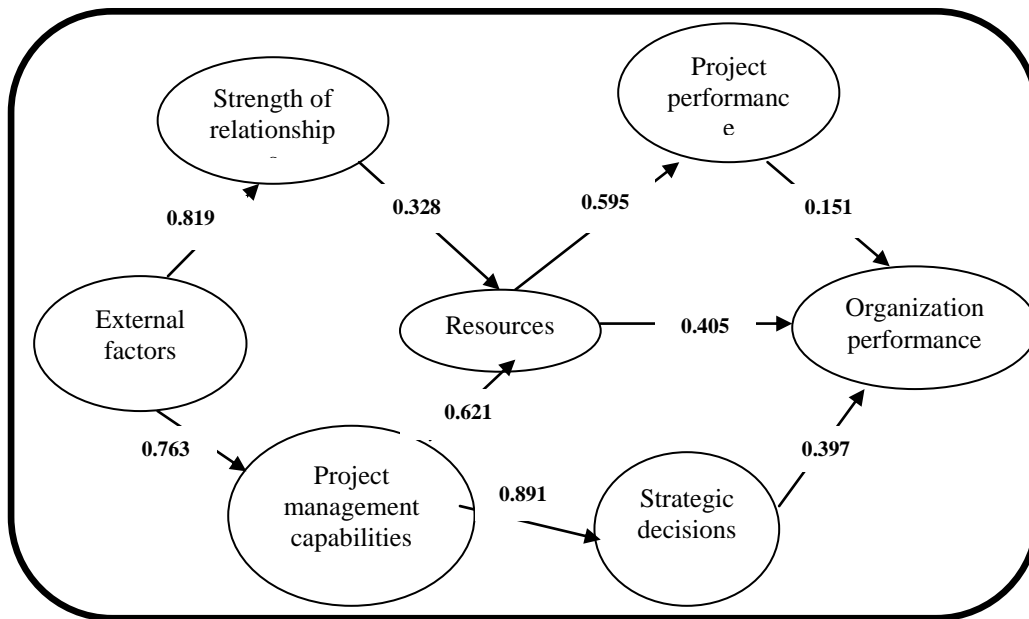 Project
performanc
e
Strength of
relationship
0.819
0.328
0.595
0.151
External
factors
Resources
0.405
Organization
performance
0.763
0.621
0.397
Project
management
capabilities
0.891
Strategic
decisions